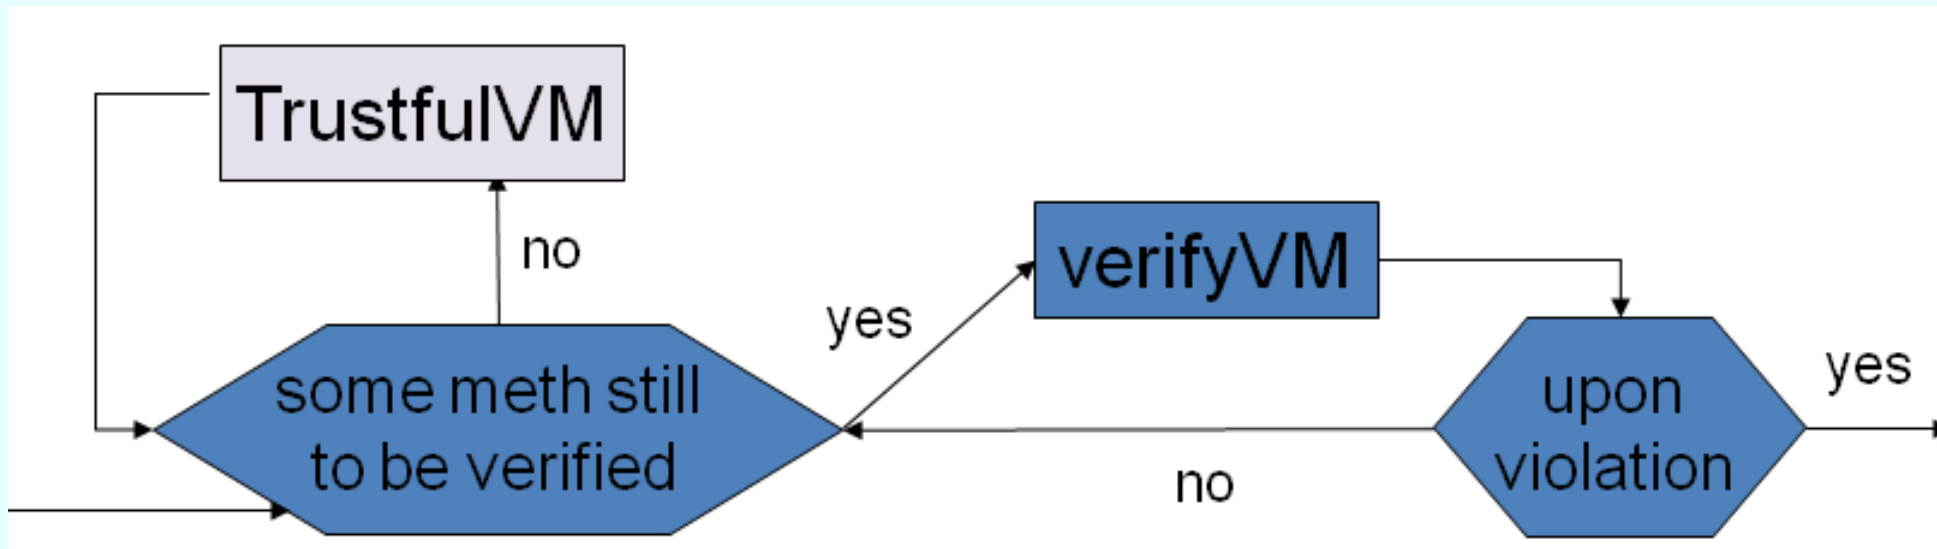 TrustfulVM
no
verifyVM
yes
some meth still
to be verified
upon
violation
yes
no